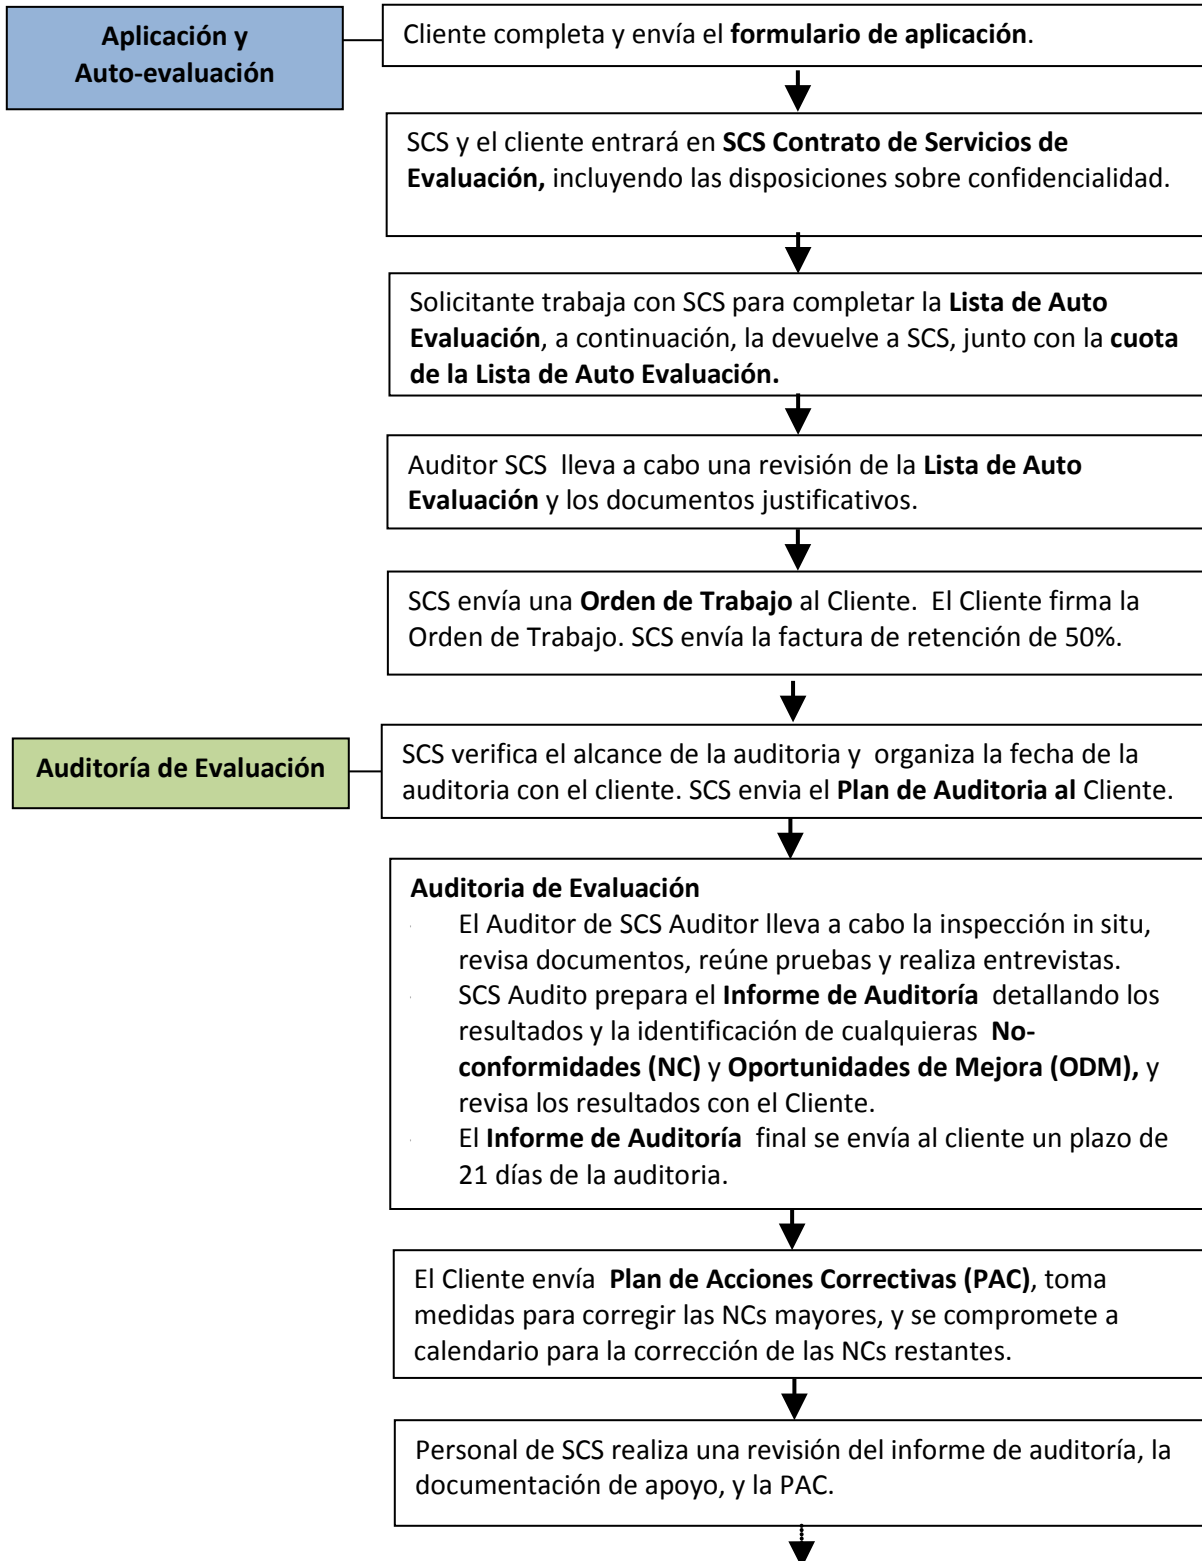 Aplicación y
Auto-evaluación
Cliente completa y envía el formulario de aplicación.
SCS y el cliente entrará en SCS Contrato de Servicios de
Evaluación, incluyendo las disposiciones sobre confidencialidad.
Solicitante trabaja con SCS para completar la Lista de Auto
Evaluación, a continuación, la devuelve a SCS, junto con la cuota
de la Lista de Auto Evaluación.
Auditor SCS lleva a cabo una revisión de la Lista de Auto
Evaluación y los documentos justificativos.
SCS envía una Orden de Trabajo al Cliente. El Cliente firma la
Orden de Trabajo. SCS envía la factura de retención de 50%.
Auditoría de Evaluación
SCS verifica el alcance de la auditoria y organiza la fecha de la
auditoria con el cliente. SCS envia el Plan de Auditoria al Cliente.
Auditoria de Evaluación
· El Auditor de SCS Auditor lleva a cabo la inspección in situ,
revisa documentos, reúne pruebas y realiza entrevistas.
· SCS Audito prepara el Informe de Auditoría detallando los
resultados y la identificación de cualquieras No-
conformidades (NC) y Oportunidades de Mejora (ODM), y
revisa los resultados con el Cliente.
· El Informe de Auditoría final se envía al cliente un plazo de
21 días de la auditoria.
El Cliente envía Plan de Acciones Correctivas (PAC), toma
medidas para corregir las NCs mayores, y se compromete a
calendario para la corrección de las NCs restantes.
Personal de SCS realiza una revisión del informe de auditoría, la
documentación de apoyo, y la PAC.